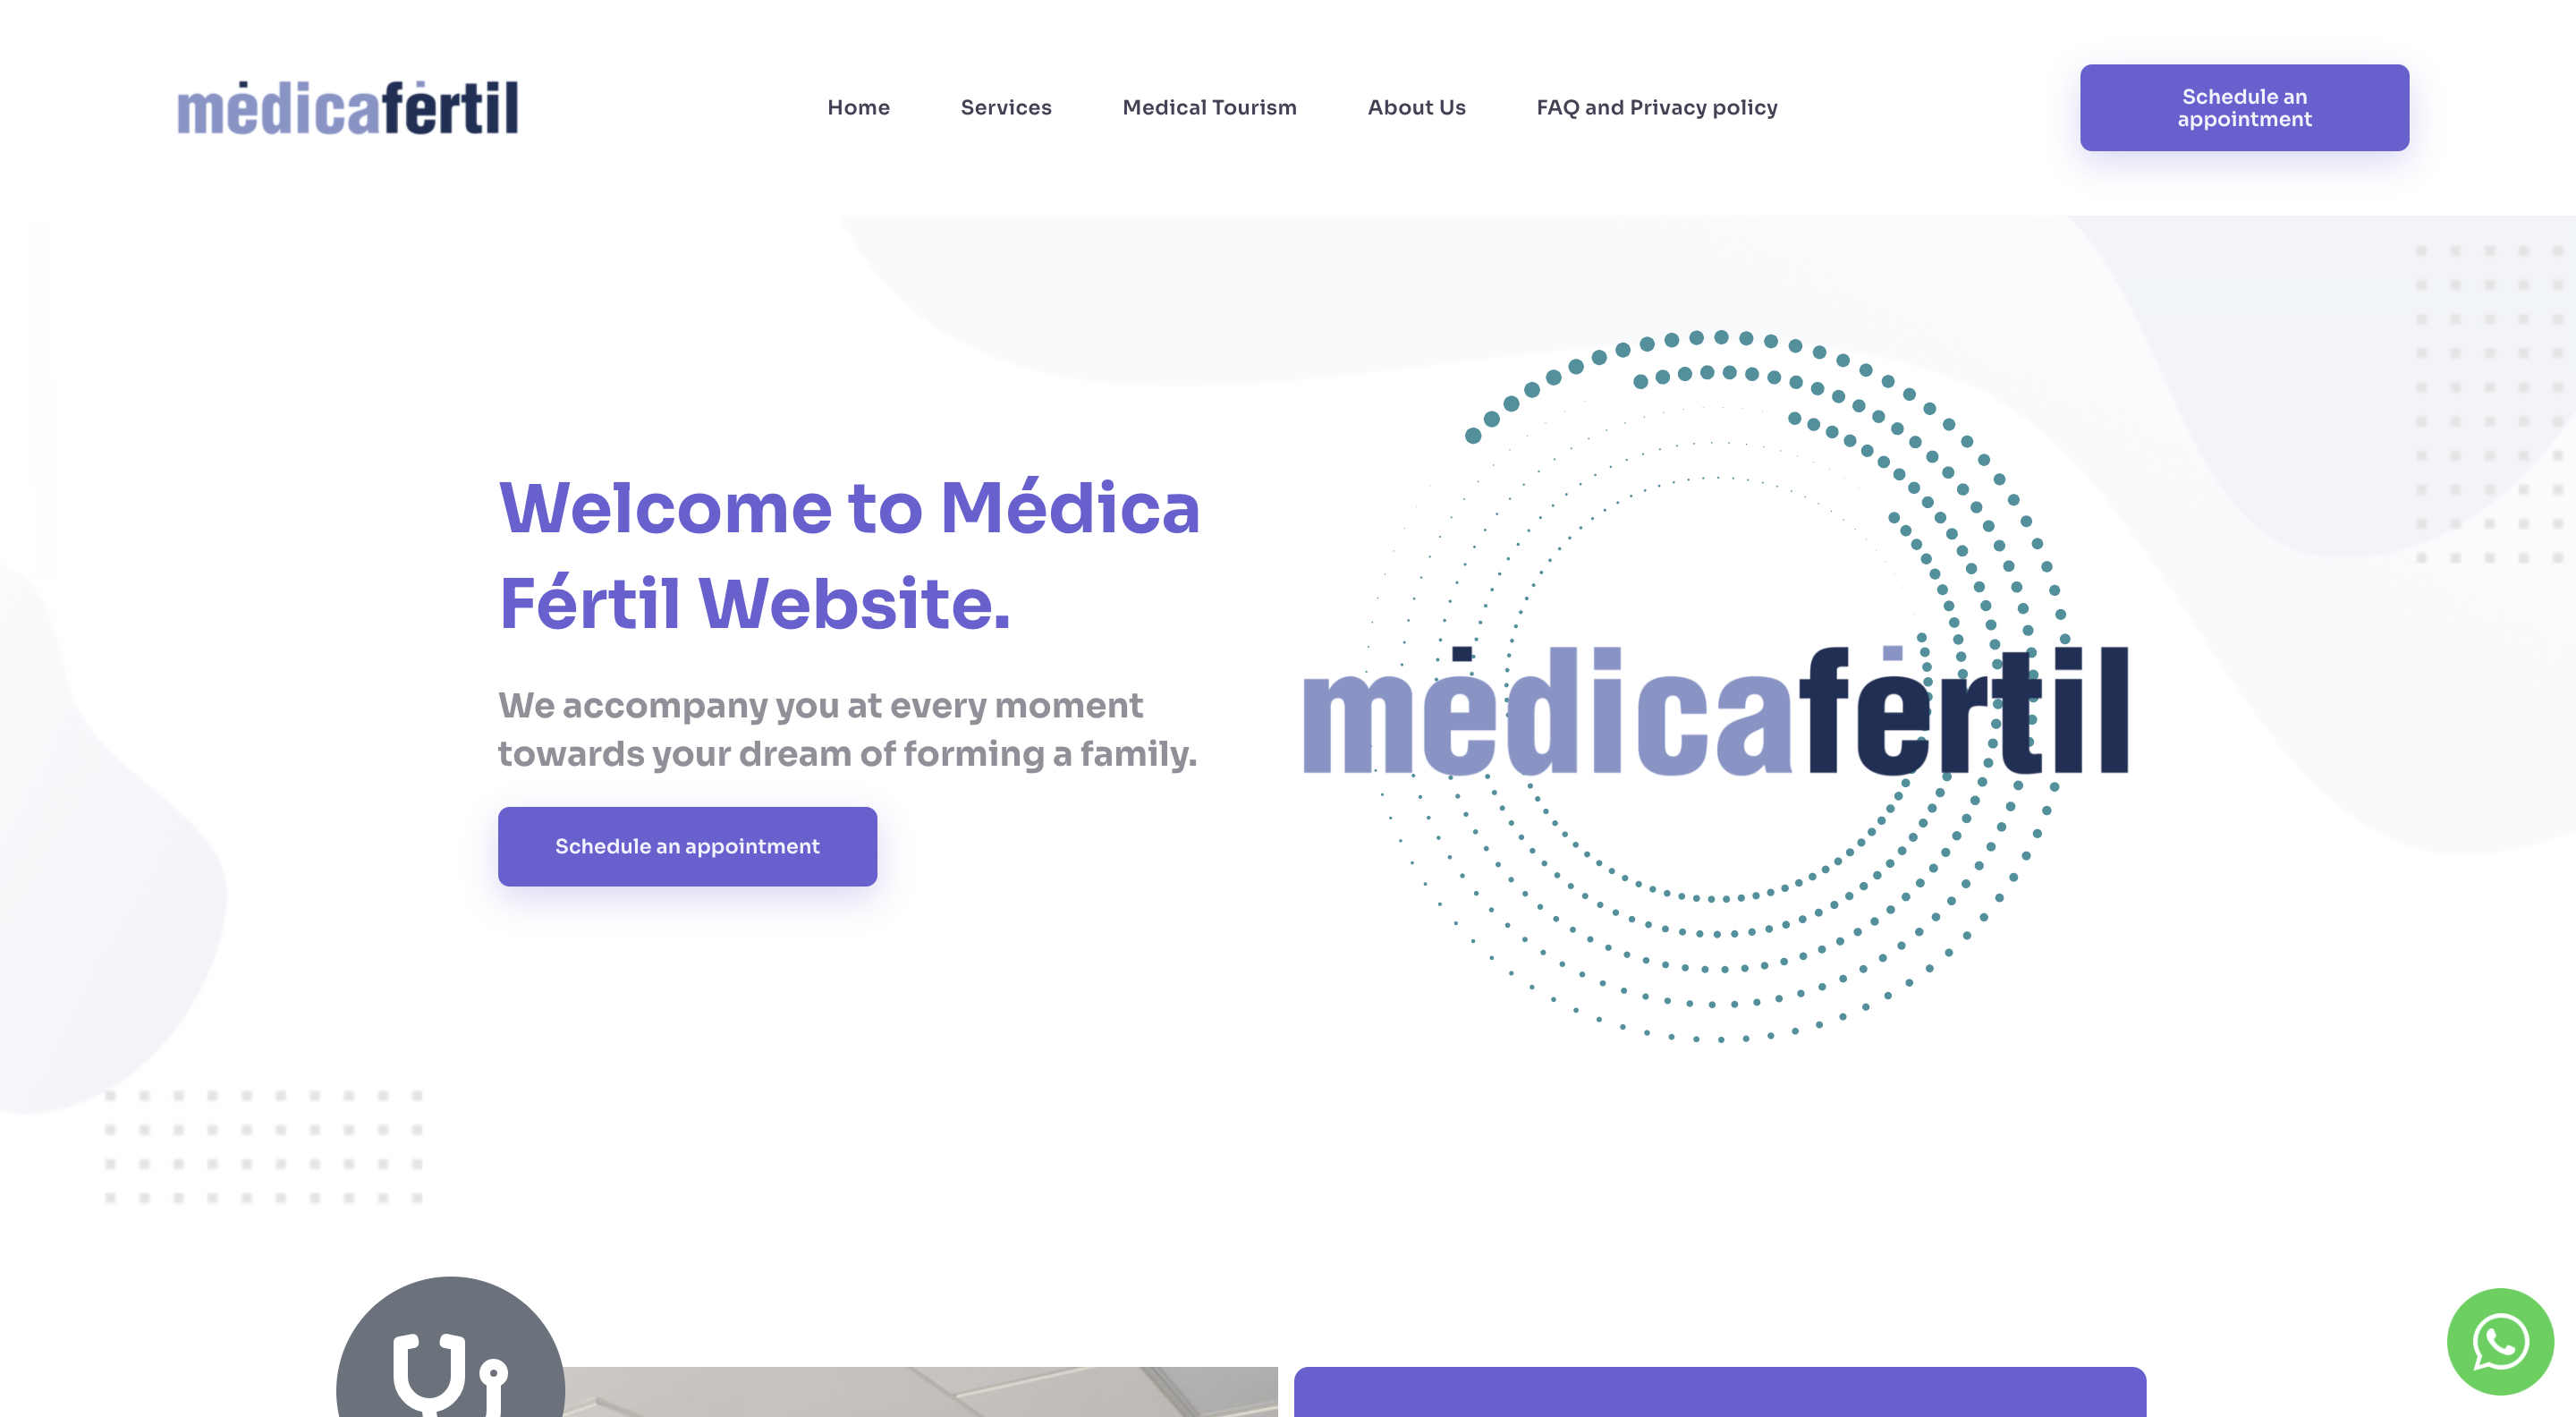 médicafértil
Home
Services
Medical Tourism
About Us
FAQ and Privacy policy
Schedule an
appointment
Welcome to Médica
Fértil Website.
We accompany you at every moment
towards your dream of forming a family.
Schedule an appointment
médicafértil